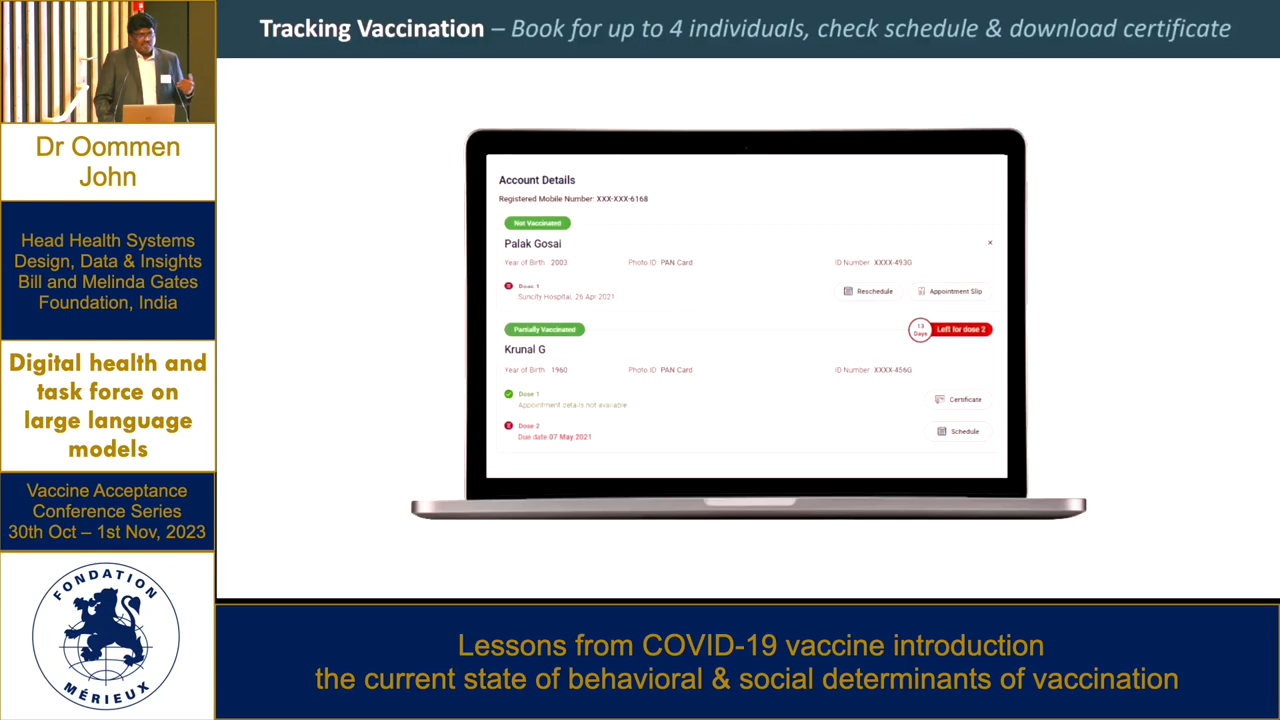 Tracking Vaccination – Book for up to 4 individuals, check schedule & download certificate
Dr Oommen
John
Head Health Systems
Design, Data & Insights
Bill and Melinda Gates
Foundation, India
Digital health and
task force on
large language
models
Vaccine Acceptance
Conference Series
30th Oct – 1st Nov, 2023
FONDATION
MÉRIEUX
Account Details
Registered Mobile Number: XXX-XXX-6168
Not Vaccinated
Palak Gosai
Year of Birth 2003 Photo ID PAN Card ID Number XXXX-493G
Dose 1
Suncity Hospital, 26 Apr 2021
Reschedule Appointment Slip
Partially Vaccinated
13 Days Left for dose 2
Krunal G
Year of Birth 1960 Photo ID PAN Card ID Number XXXX-456G
Dose 1
Appointment details not available
Certificate
Dose 2
Due date 07 May 2021
Schedule
Lessons from COVID-19 vaccine introduction
the current state of behavioral & social determinants of vaccination